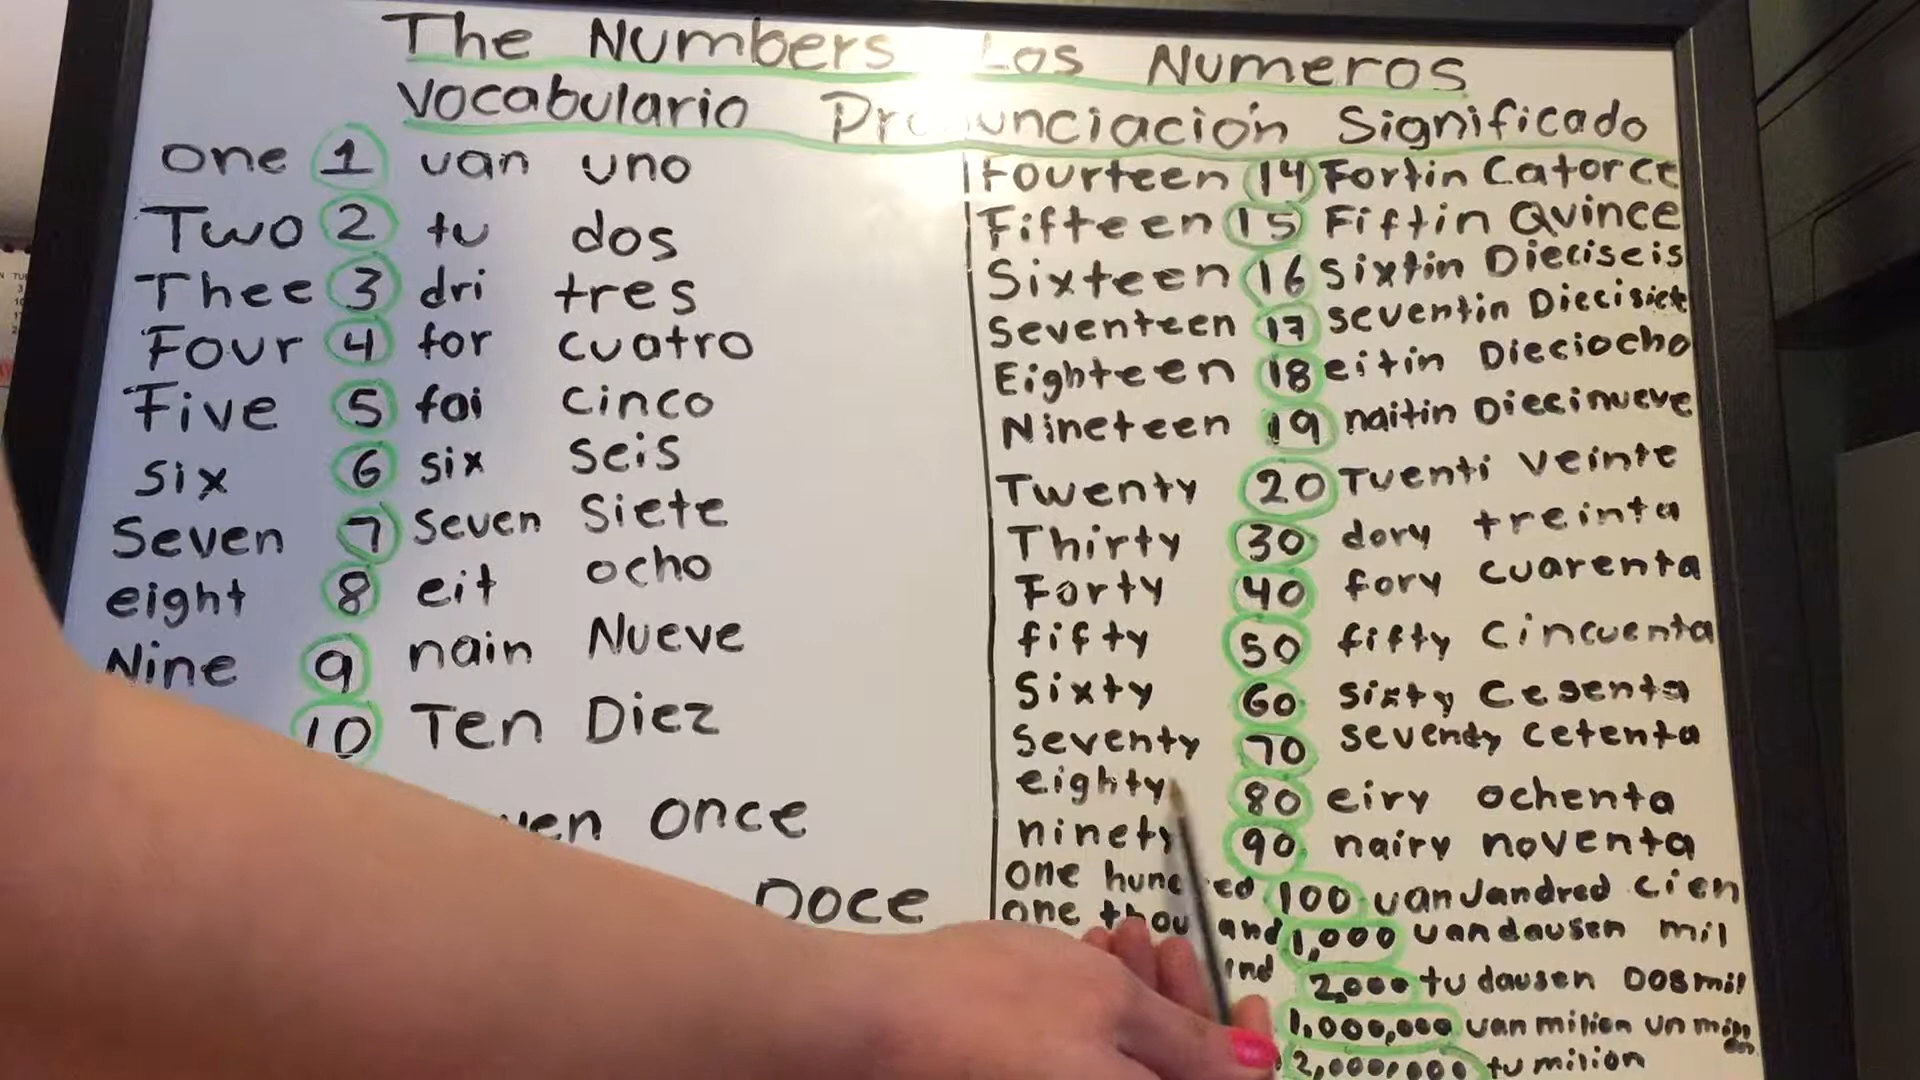 The Numbers Los Numeros
Vocabulario Pronunciación Significado
One 1 van uno
Two 2 tu dos
Thee 3 dri tres
Four 4 for cuatro
Five 5 fai cinco
six 6 six seis
Seven 7 seven siete
eight 8 eit ocho
Nine 9 nain Nueve
10 Ten Diez
once
Doce
Fourteen 14 Fortin Catorce
Fifteen 15 Fiftin Quince
Sixteen 16 Sixtin Dieciseis
Seventeen 17 seventin Diecisiete
Eighteen 18 eitin Dieciocho
Nineteen 19 naitin Diecinueve
Twenty 20 Tuenti Veinte
Thirty 30 dory treinta
Forty 40 fory cuarenta
fifty 50 fifty cincuenta
Sixty 60 sixty Cesenta
Seventy 70 sevendy cetenta
eighty 80 eiry ochenta
ninety 90 nairy noventa
One hundred 100 van Jandred cien
One thousand 1,000 van dausen mil
2,000 tu dausen Dos mil
1,000,000 van milion un
2,000,000 tu milion